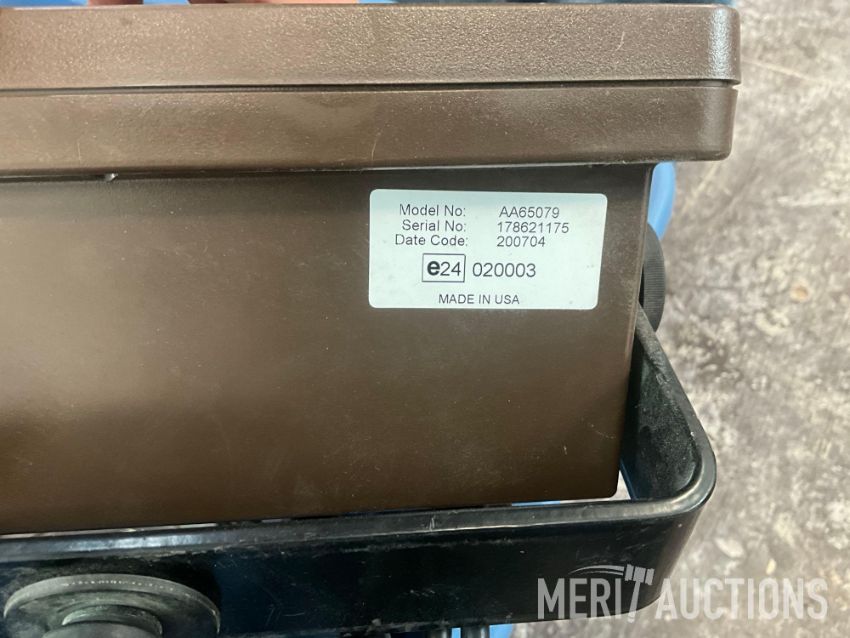 Model No: AA65079
Serial No: 178621175
Date Code: 200704
e24 020003
MADE IN USA
MERIT AUCTIONS